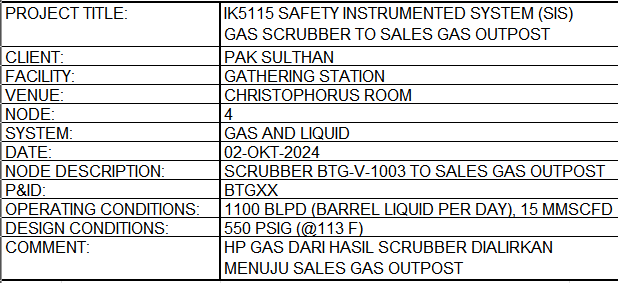 PROJECT TITLE: IK5115 SAFETY INSTRUMENTED SYSTEM (SIS)
GAS SCRUBBER TO SALES GAS OUTPOST
CLIENT: PAK SULTHAN
FACILITY: GATHERING STATION
VENUE: CHRISTOPHORUS ROOM
NODE: 4
SYSTEM: GAS AND LIQUID
DATE: 02-OKT-2024
NODE DESCRIPTION: SCRUBBER BTG-V-1003 TO SALES GAS OUTPOST
P&ID: BTGXX
OPERATING CONDITIONS: 1100 BLPD (BARREL LIQUID PER DAY), 15 MMSCFD
DESIGN CONDITIONS: 550 PSIG (@113 F)
COMMENT: HP GAS DARI HASIL SCRUBBER DIALIRKAN
MENUJU SALES GAS OUTPOST